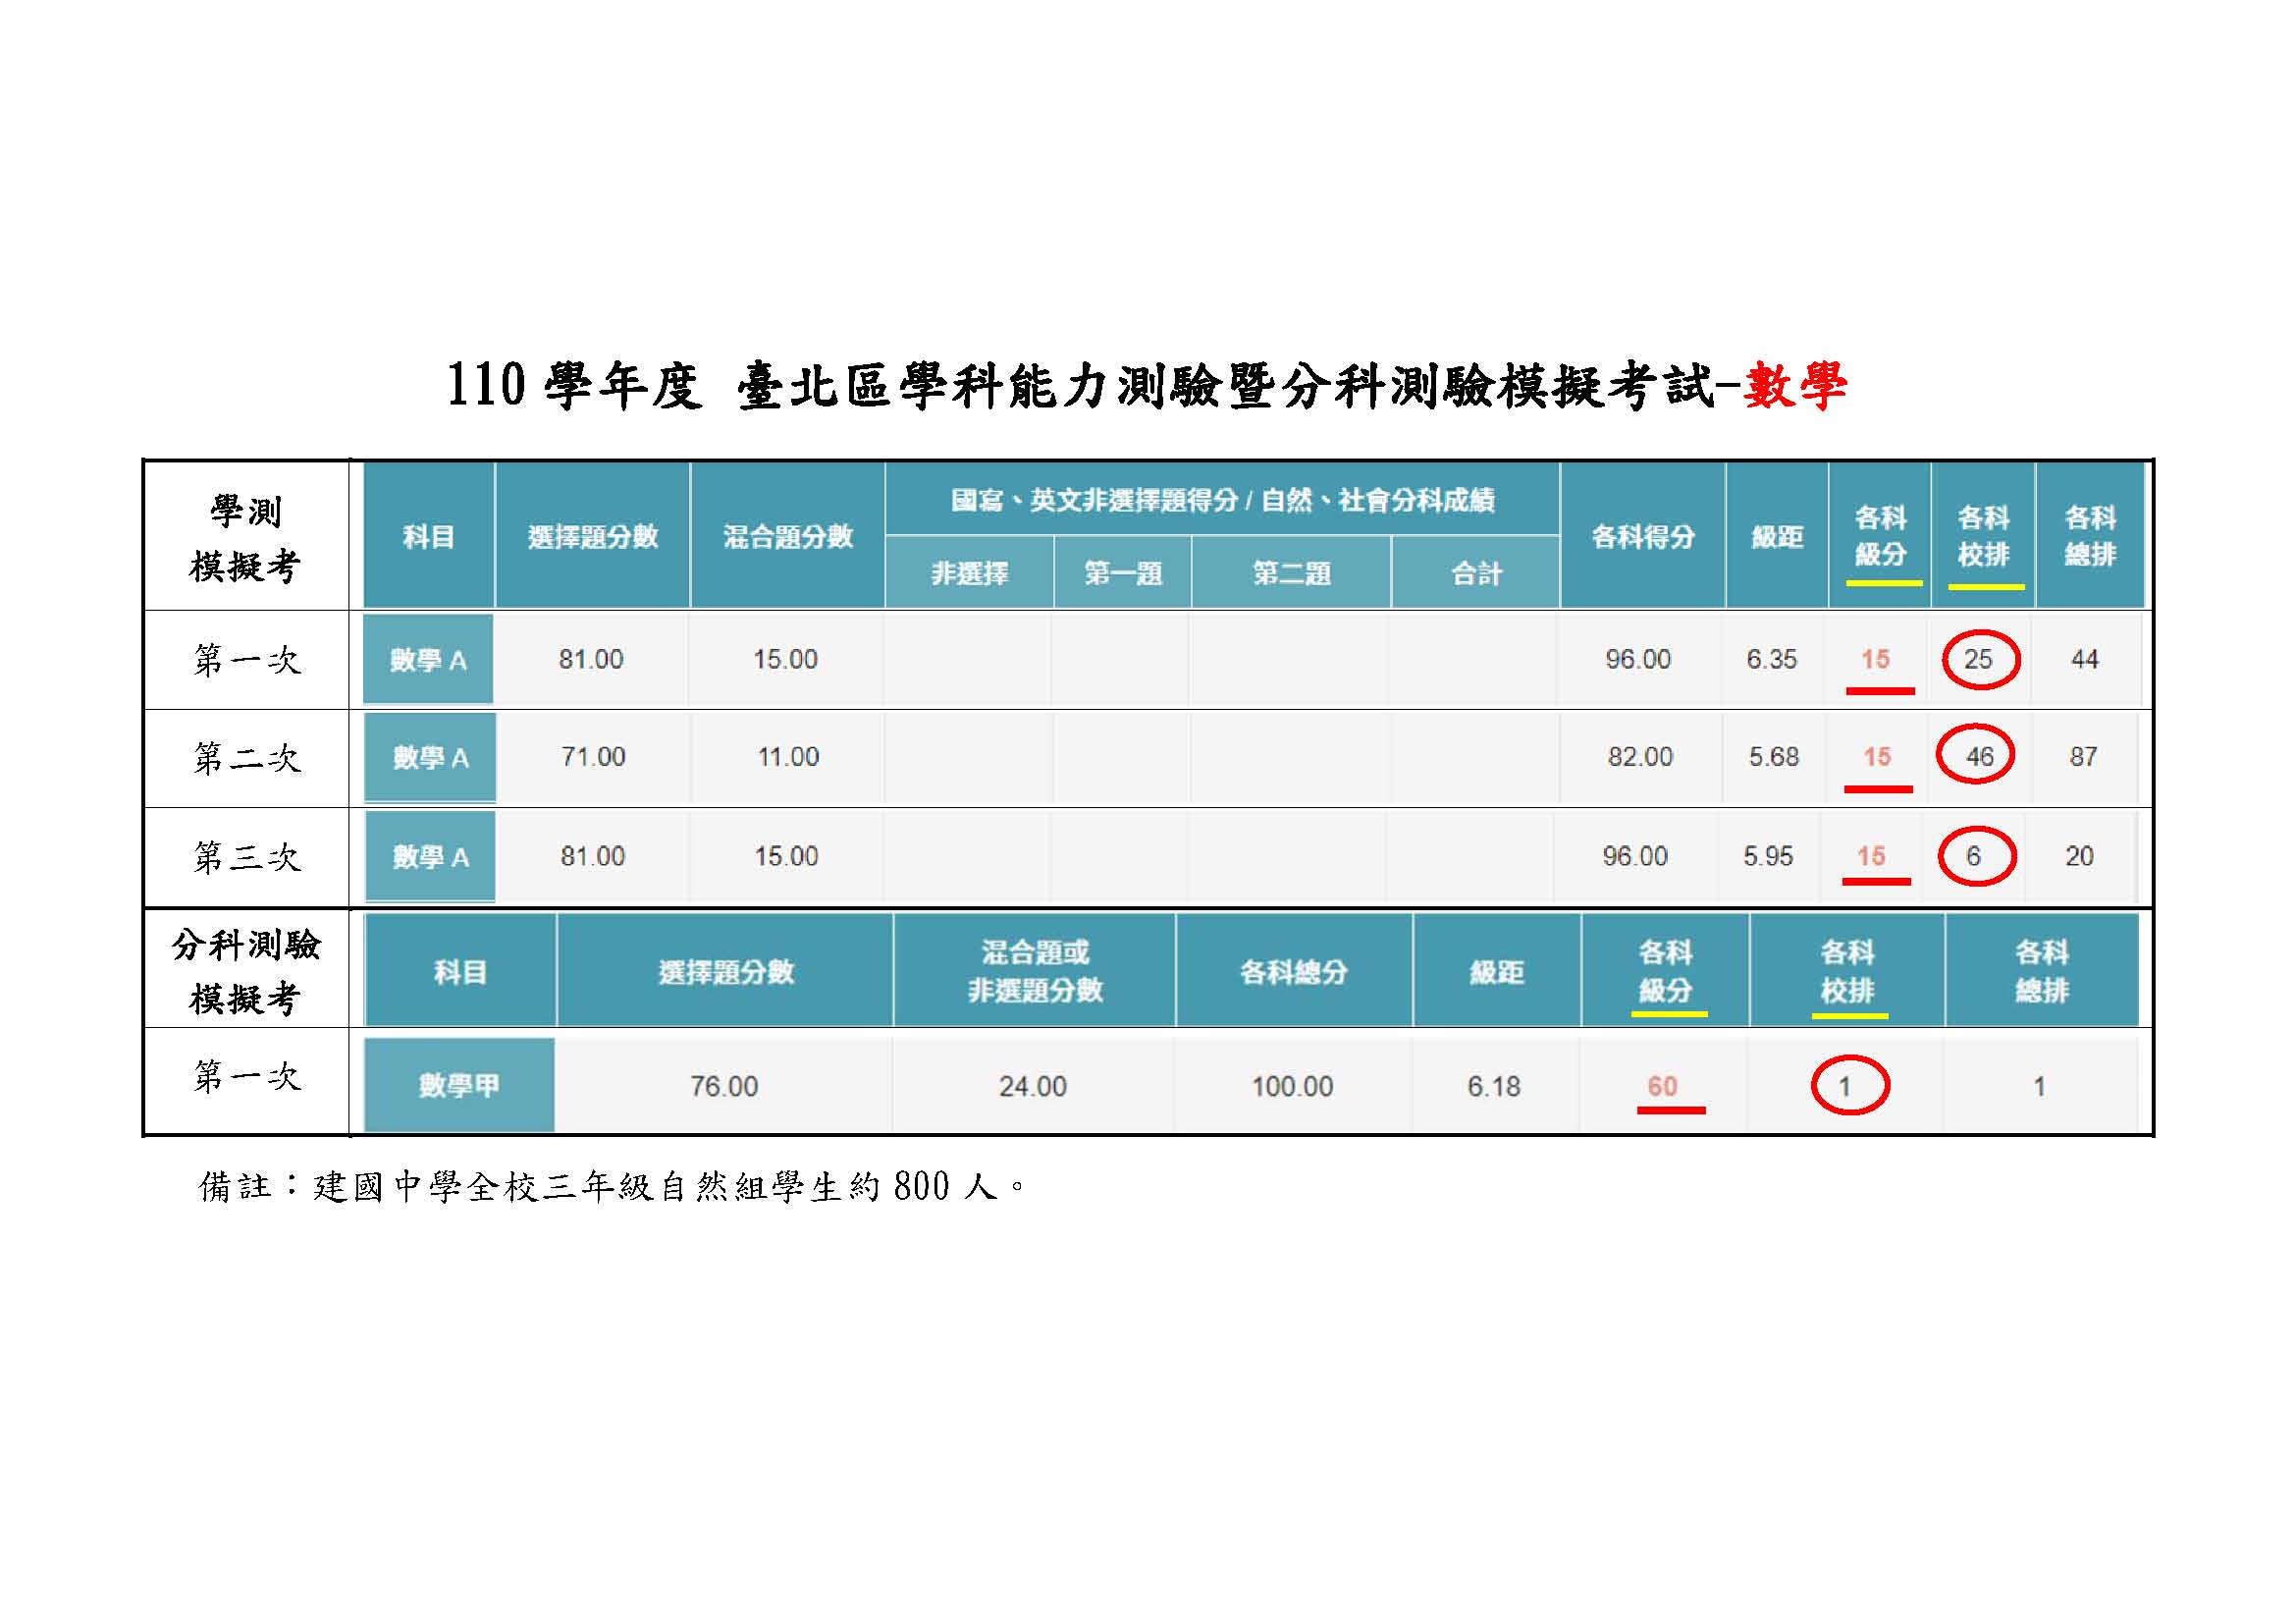 110 學年度 臺北區學科能力測驗暨分科測驗模擬考試-數學
學測
模擬考
科目 選擇題分數 混合題分數 國寫、英文非選擇題得分 / 自然、社會分科成績 各科得分 級距 各科級分 各科校排 各科總排
非選擇 第一題 第二題 合計
第一次 數學 A 81.00 15.00 96.00 6.35 15 25 44
第二次 數學 A 71.00 11.00 82.00 5.68 15 46 87
第三次 數學 A 81.00 15.00 96.00 5.95 15 6 20
分科測驗
模擬考
科目 選擇題分數 混合題或非選題分數 各科總分 級距 各科級分 各科校排 各科總排
第一次 數學甲 76.00 24.00 100.00 6.18 60 1 1
備註：建國中學全校三年級自然組學生約 800 人。